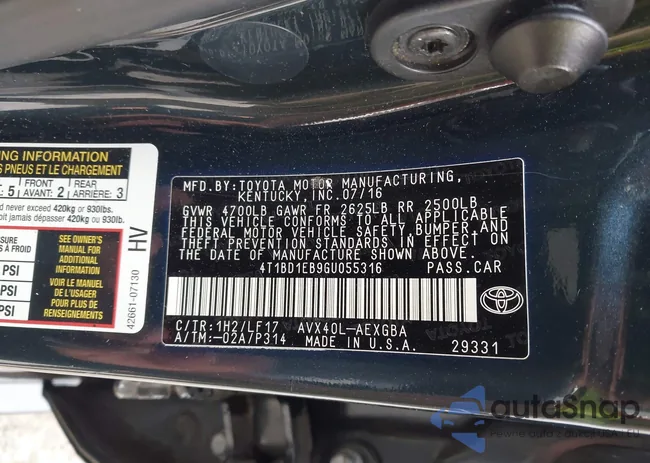 NG INFORMATION
S PNEUS ET LE CHARGEMENT
: 5 FRONT AVANT: 2 REAR ARRIÈRE: 3
d never exceed 420kg or 930lbs.
oit jamais dépasser 420kg or 930lb.
HV
SEE OWNER'S
MANUAL FOR
ADDITIONAL
INFORMATION
VOIR LE MANUEL
DE L'USAGER
POUR PLUS DE
RENSEIGNEMENTS
PSI
PSI
PSI
42661-07130
MFD.BY:TOYOTA MOTOR MANUFACTURING,
KENTUCKY,INC.07/16
GVWR 4700LB GAWR FR 2625LB RR 2500LB
THIS VEHICLE CONFORMS TO ALL APPLICABLE
FEDERAL MOTOR VEHICLE SAFETY,BUMPER,AND
THEFT PREVENTION STANDARDS IN EFFECT ON
THE DATE OF MANUFACTURE SHOWN ABOVE.
4T1BD1EB9GU055316 PASS.CAR
C/TR:1H2/LF17 AVX40L-AEXGBA
A/TM:-02A/P314 MADE IN U.S.A. 29331
autoSnap